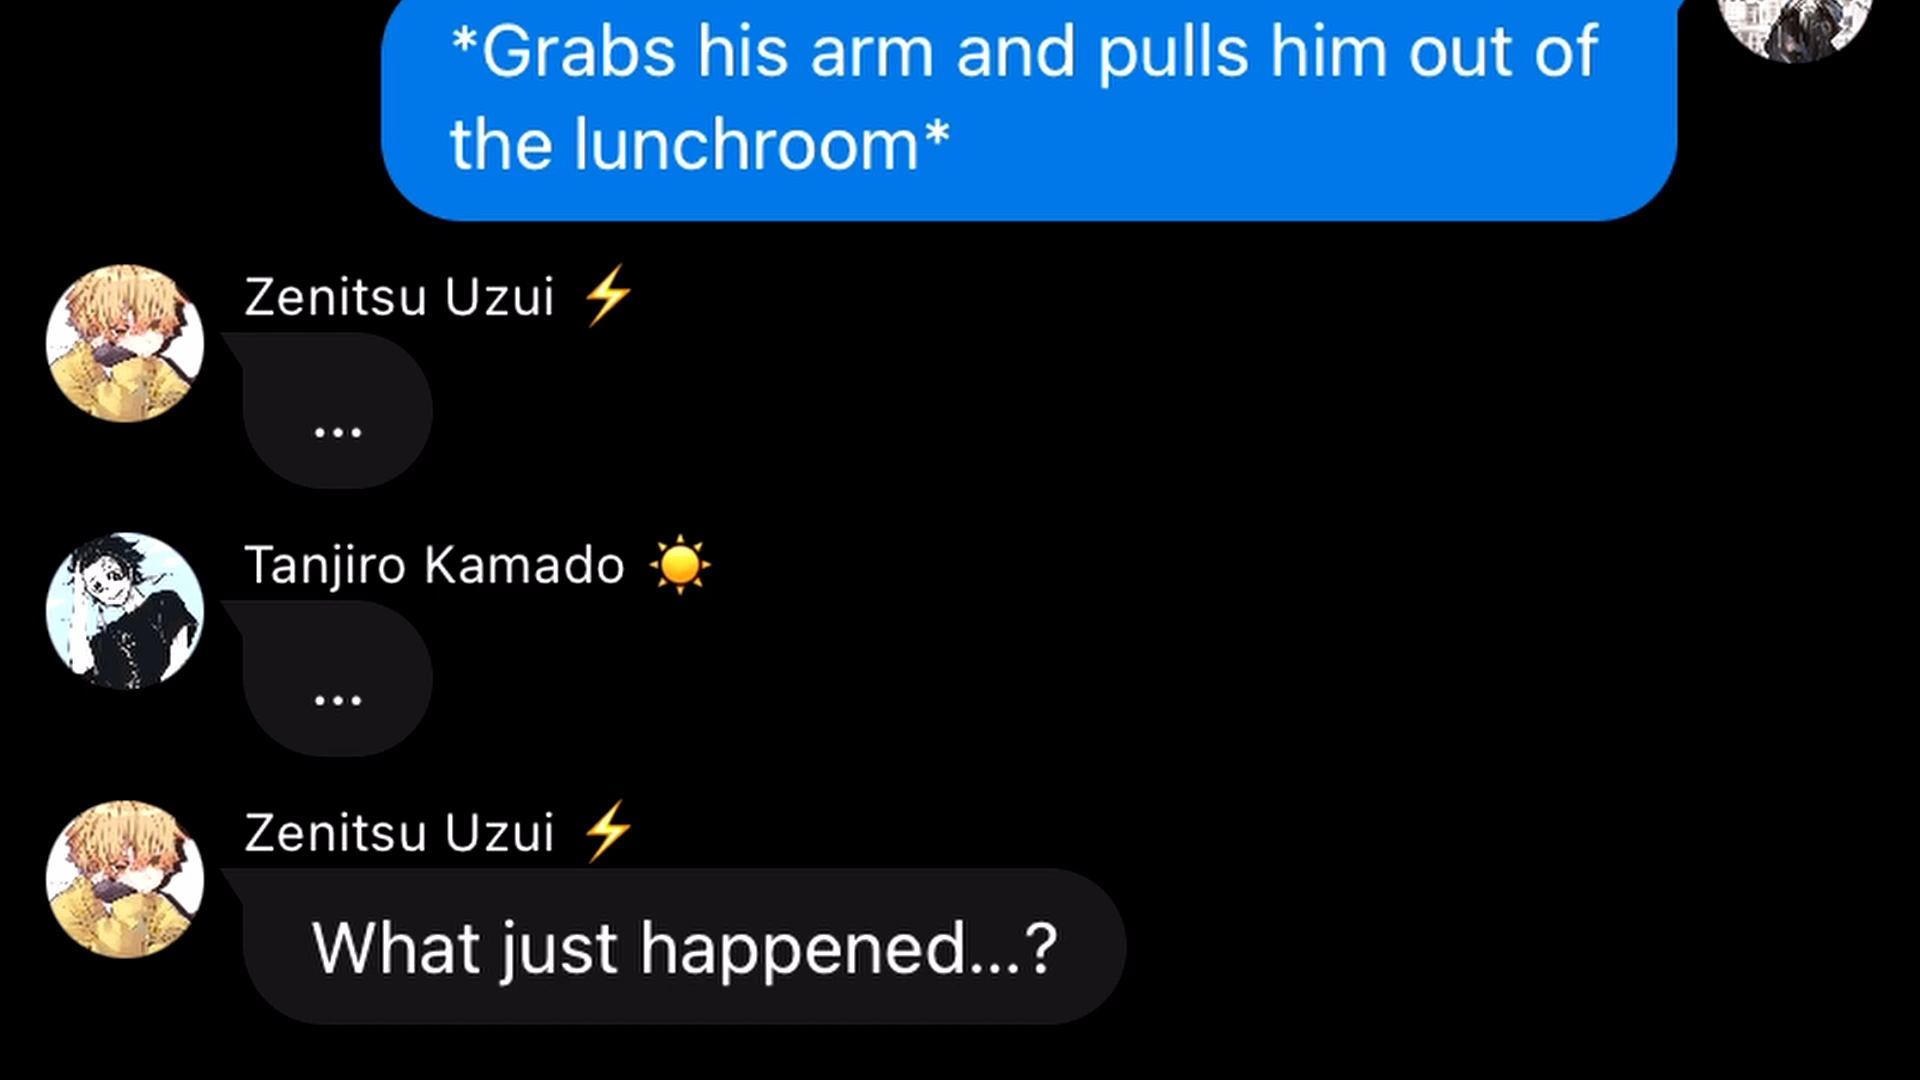 *Grabs his arm and pulls him out of
the lunchroom*
Zenitsu Uzui ⚡
...
Tanjiro Kamado ☀️
...
Zenitsu Uzui ⚡
What just happened...?